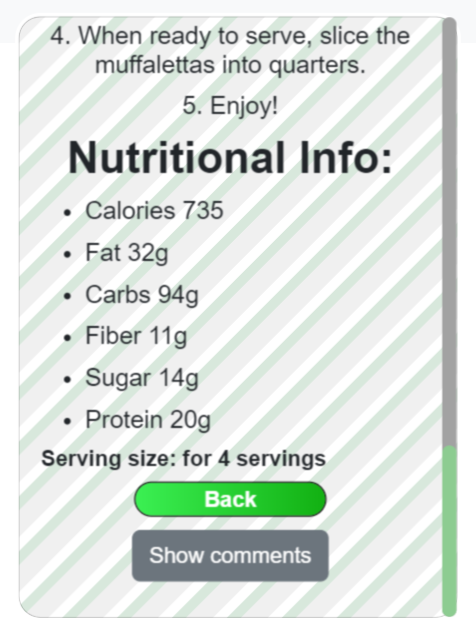 4. When ready to serve, slice the
muffalettas into quarters.
5. Enjoy!
Nutritional Info:
• Calories 735
• Fat 32g
• Carbs 94g
• Fiber 11g
• Sugar 14g
• Protein 20g
Serving size: for 4 servings
Back
Show comments